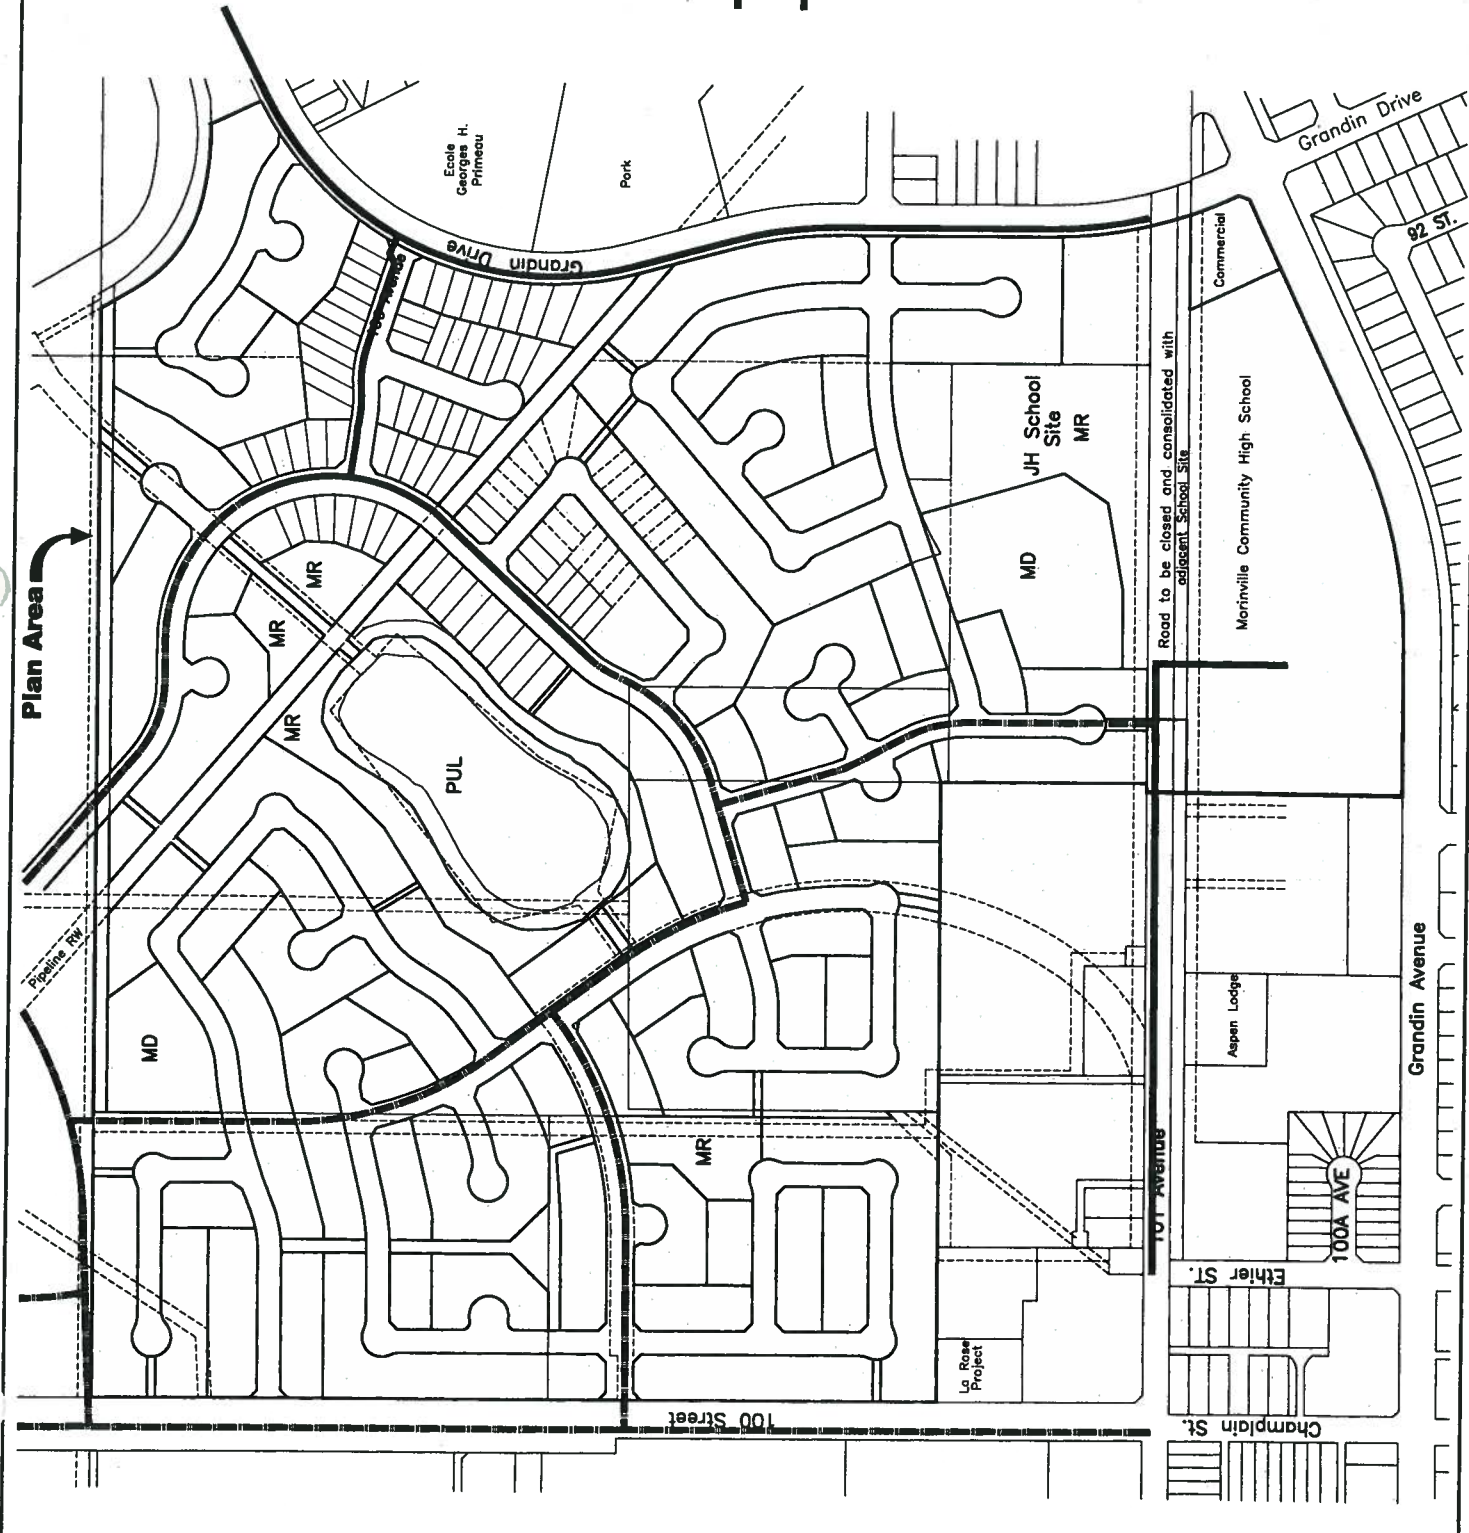 Grandin Drive
Ecole
Georges H.
Primeau
Park
92 ST.
Commercial
Grandin Drive
100 Avenue
Plan Area
JH School
Site
MR
Road to be closed and consolidated with
adjacent School Site
Morinville Community High School
MR
MD
MR
MR
PUL
Pipeline RW
MD
Aspen Lodge
Grandin Avenue
MR
101 Avenue
100A AVE
Ethier ST.
La Rose
Project
100 Street
Champlain St.